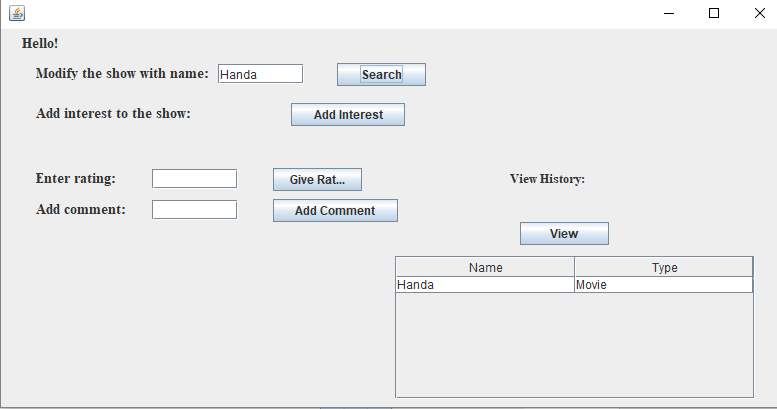 Hello!
Modify the show with name: Handa Search
Add interest to the show: Add Interest
Enter rating: Give Rat... View History:
Add comment: Add Comment
View
Name Type
Handa Movie